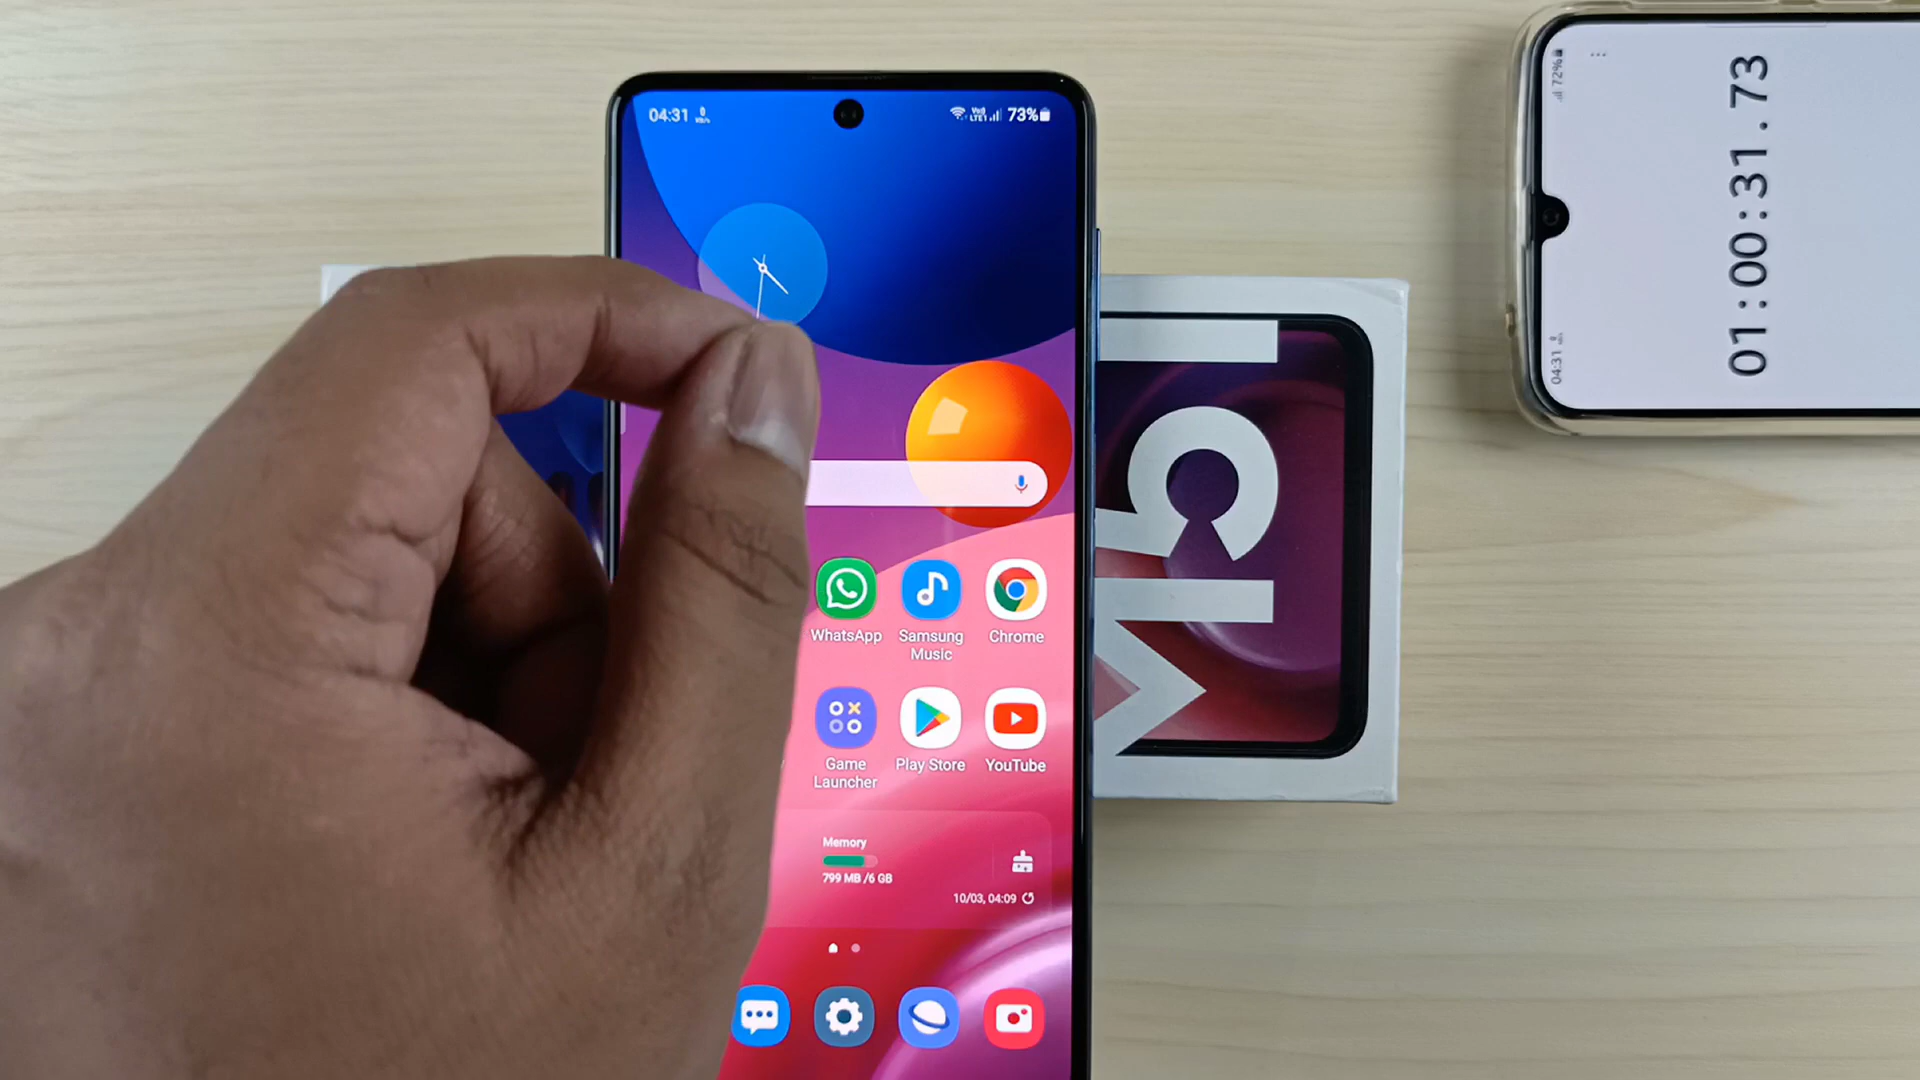 04:31
73%
WhatsApp
Samsung
Music
Chrome
Game
Launcher
Play Store
YouTube
Memory
799 MB /6 GB
10/03, 04:09
M51
04:31
72%
01:00:31.73